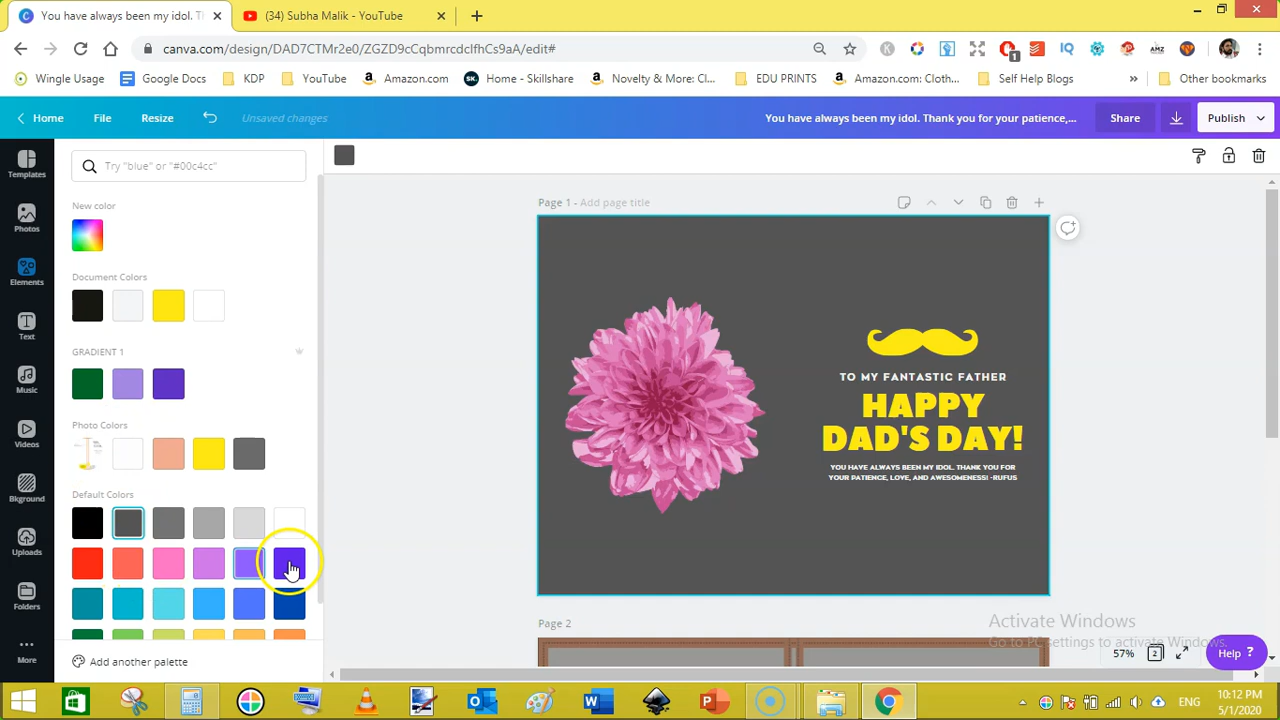 You have always been my idol. T
(34) Subha Malik - YouTube
canva.com/design/DAD7CTMr2e0/ZGZD9cCqbmrcdclfhCs9aA/edit#
Wingle Usage
Google Docs
KDP
YouTube
Amazon.com
Home - Skillshare
Novelty & More: Cl...
EDU PRINTS
Amazon.com: Cloth...
Self Help Blogs
»
Other bookmarks
Home
File
Resize
Unsaved changes
You have always been my idol. Thank you for your patience,...
Share
Publish
Templates
Photos
Elements
Text
Music
Videos
Bkground
Uploads
Folders
More
Try "blue" or "#00c4cc"
New color
Document Colors
GRADIENT 1
Photo Colors
Default Colors
Add another palette
Page 1 - Add page title
TO MY FANTASTIC FATHER
HAPPY
DAD'S DAY!
YOU HAVE ALWAYS BEEN MY IDOL. THANK YOU FOR
YOUR PATIENCE, LOVE, AND AWESOMENESS! -RUFUS
Page 2
Activate Windows
Go to PC settings to activate Windows.
57%
2
Help ?
ENG
10:12 PM
5/1/2020